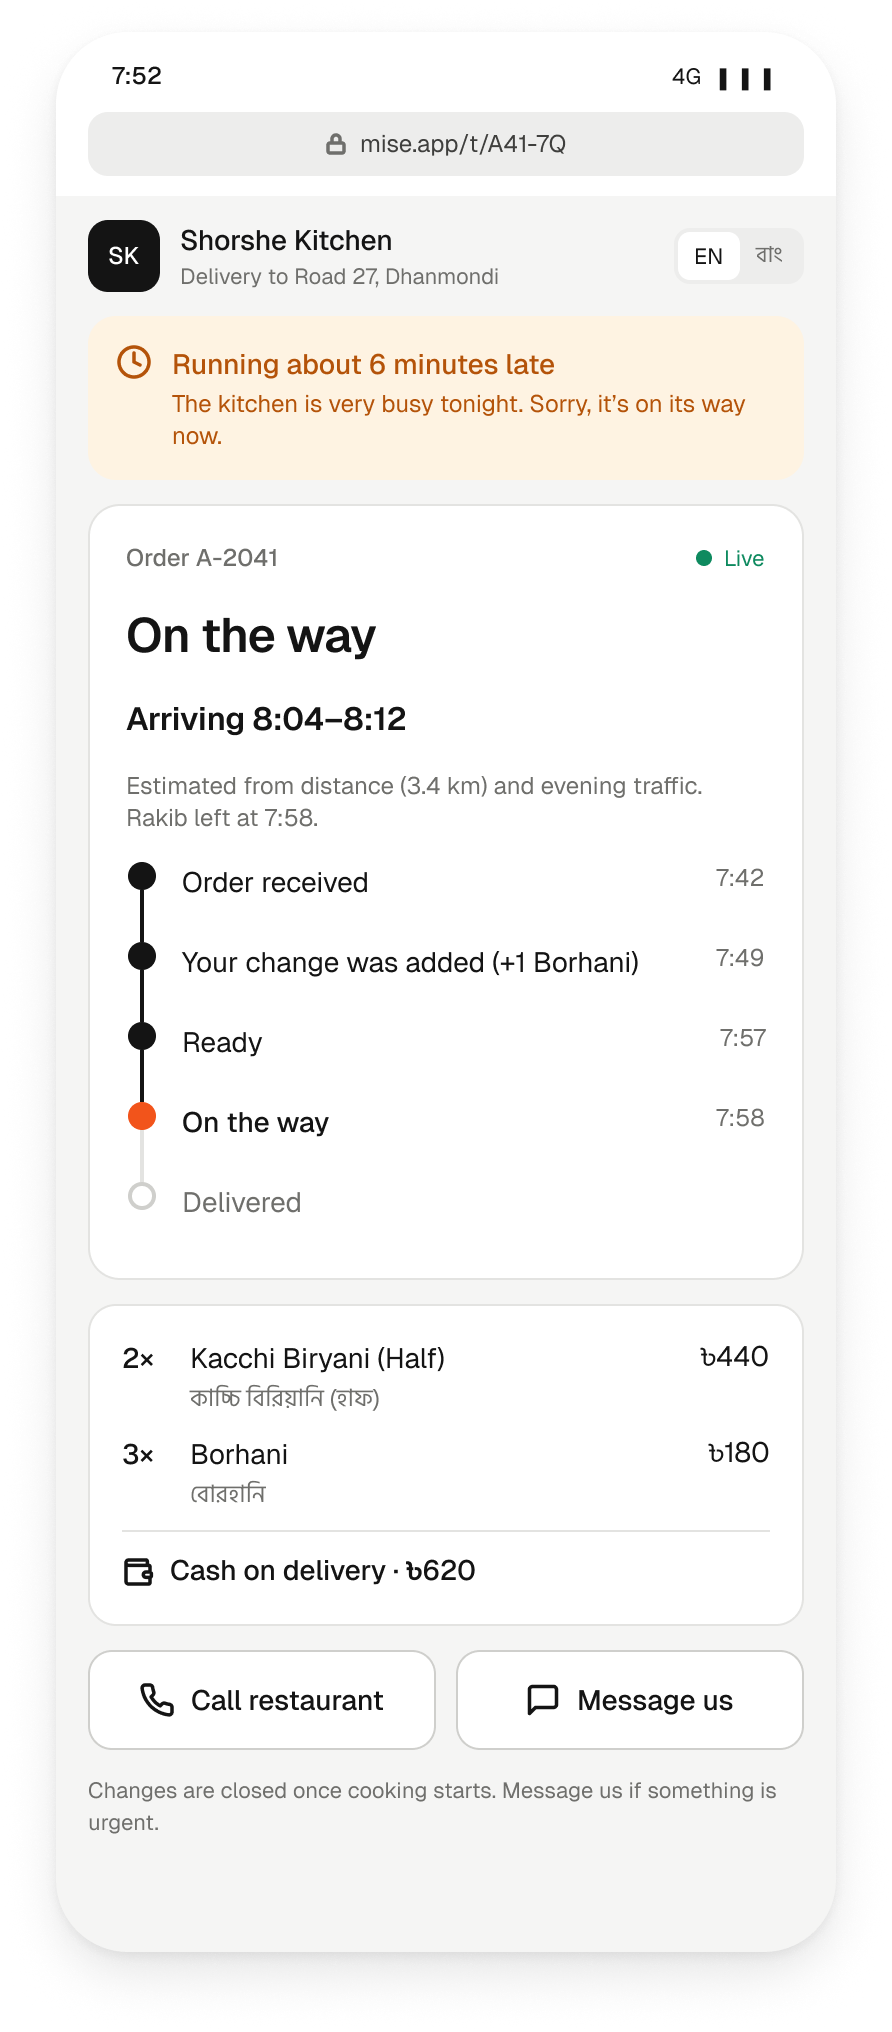 7:52
4G
mise.app/t/A41-7Q
SK
Shorshe Kitchen
Delivery to Road 27, Dhanmondi
EN
বাং
Running about 6 minutes late
The kitchen is very busy tonight. Sorry, it’s on its way
now.
Order A-2041
Live
On the way
Arriving 8:04–8:12
Estimated from distance (3.4 km) and evening traffic.
Rakib left at 7:58.
Order received 7:42
Your change was added (+1 Borhani) 7:49
Ready 7:57
On the way 7:58
Delivered
2× Kacchi Biryani (Half) ৳440
কাচ্চি বিরিয়ানি (হাফ)
3× Borhani ৳180
বোরহানি
Cash on delivery · ৳620
Call restaurant
Message us
Changes are closed once cooking starts. Message us if something is
urgent.